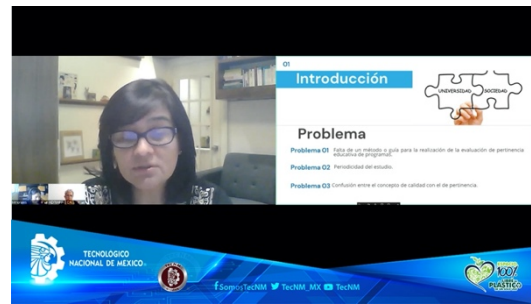 01
Introducción
UNIVERSIDAD SOCIEDAD
Problema
Problema 01 Falta de un método o guía para la realización de la evaluación de pertinencia
educativa de programas.
Problema 02 Periodicidad del estudio.
Problema 03 Confusión entre el concepto de calidad con el de pertinencia.
TECNOLÓGICO
NACIONAL DE MÉXICO
SomosTecNM TecNM_MX TecNM
100%
PLÁSTICO